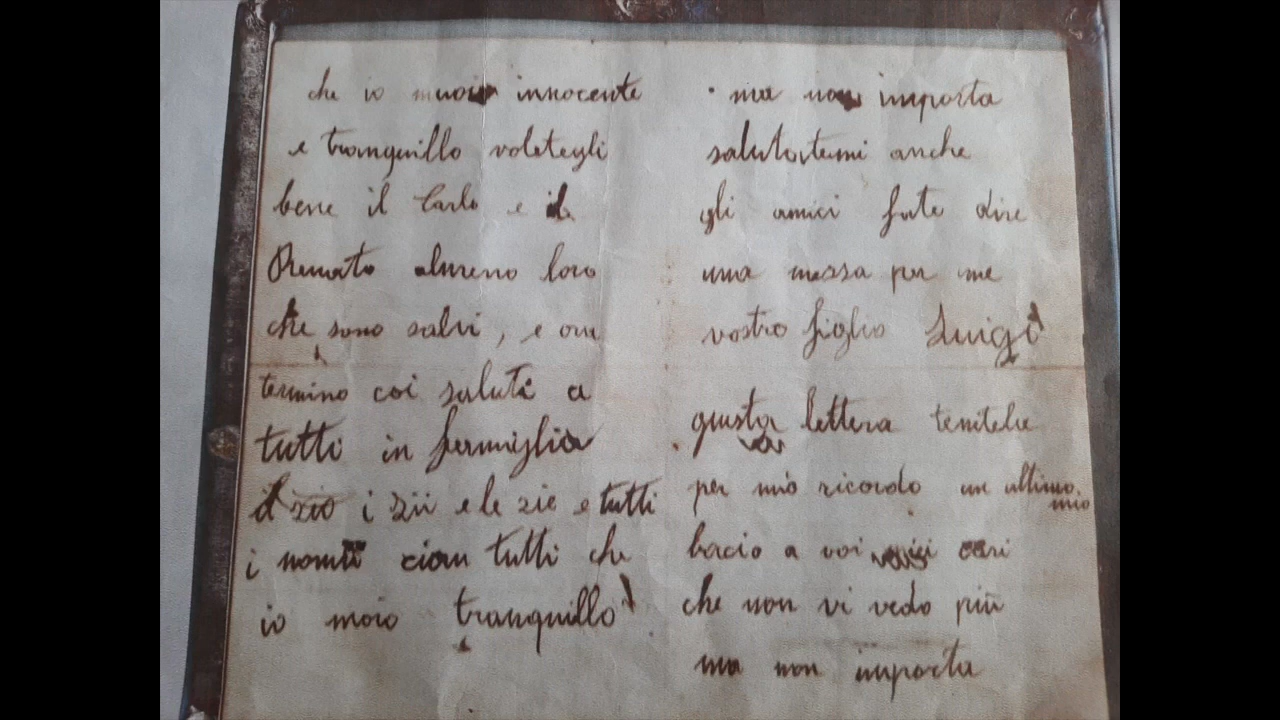 che io muoio innocente
e tranquillo voletegli
bene il Carlo e il
Renato almeno loro
che sono salvi, e ora
termino coi saluti a
tutti in famiglia
il zio i zii e le zie e tutti
i nonni ciau tutti che
io moio tranquillo
ma non importa
salutatemi anche
gli amici fate dire
una messa per me
vostro figlio Luigi
questa lettera tenitela
per mio ricordo un ultimo
mio
bacio a voi cari
che non vi vedo più
ma non importa